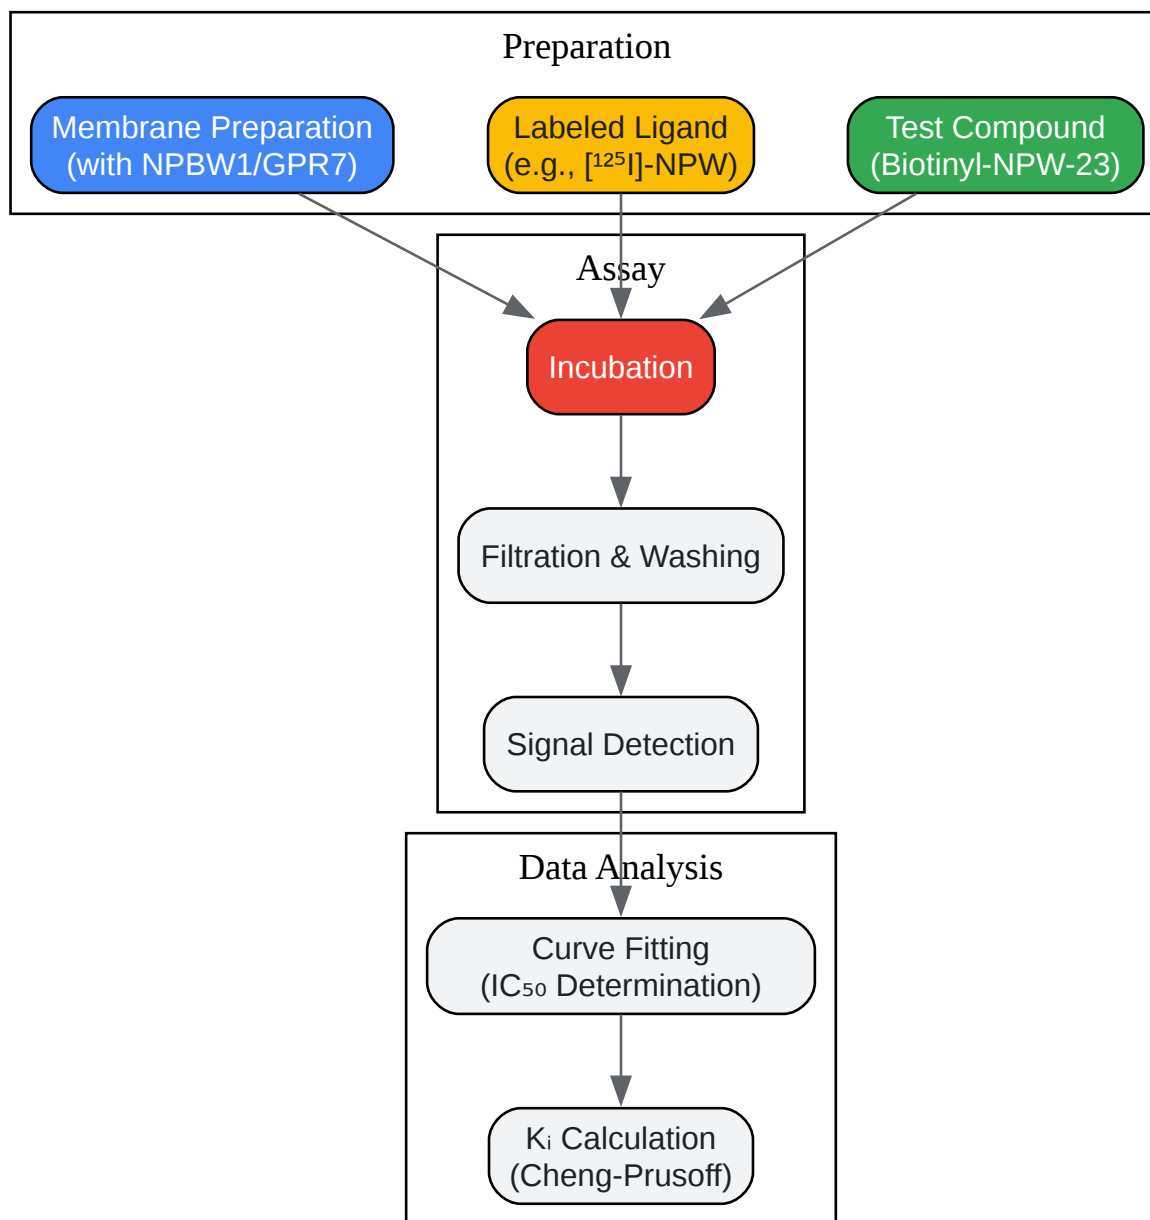 Preparation
Membrane Preparation
(with NPBW1/GPR7)
Labeled Ligand
(e.g., [¹²⁵I]-NPW)
Test Compound
(Biotinyl-NPW-23)
Assay
Incubation
Filtration & Washing
Signal Detection
Data Analysis
Curve Fitting
(IC₅₀ Determination)
Kᵢ Calculation
(Cheng-Prusoff)